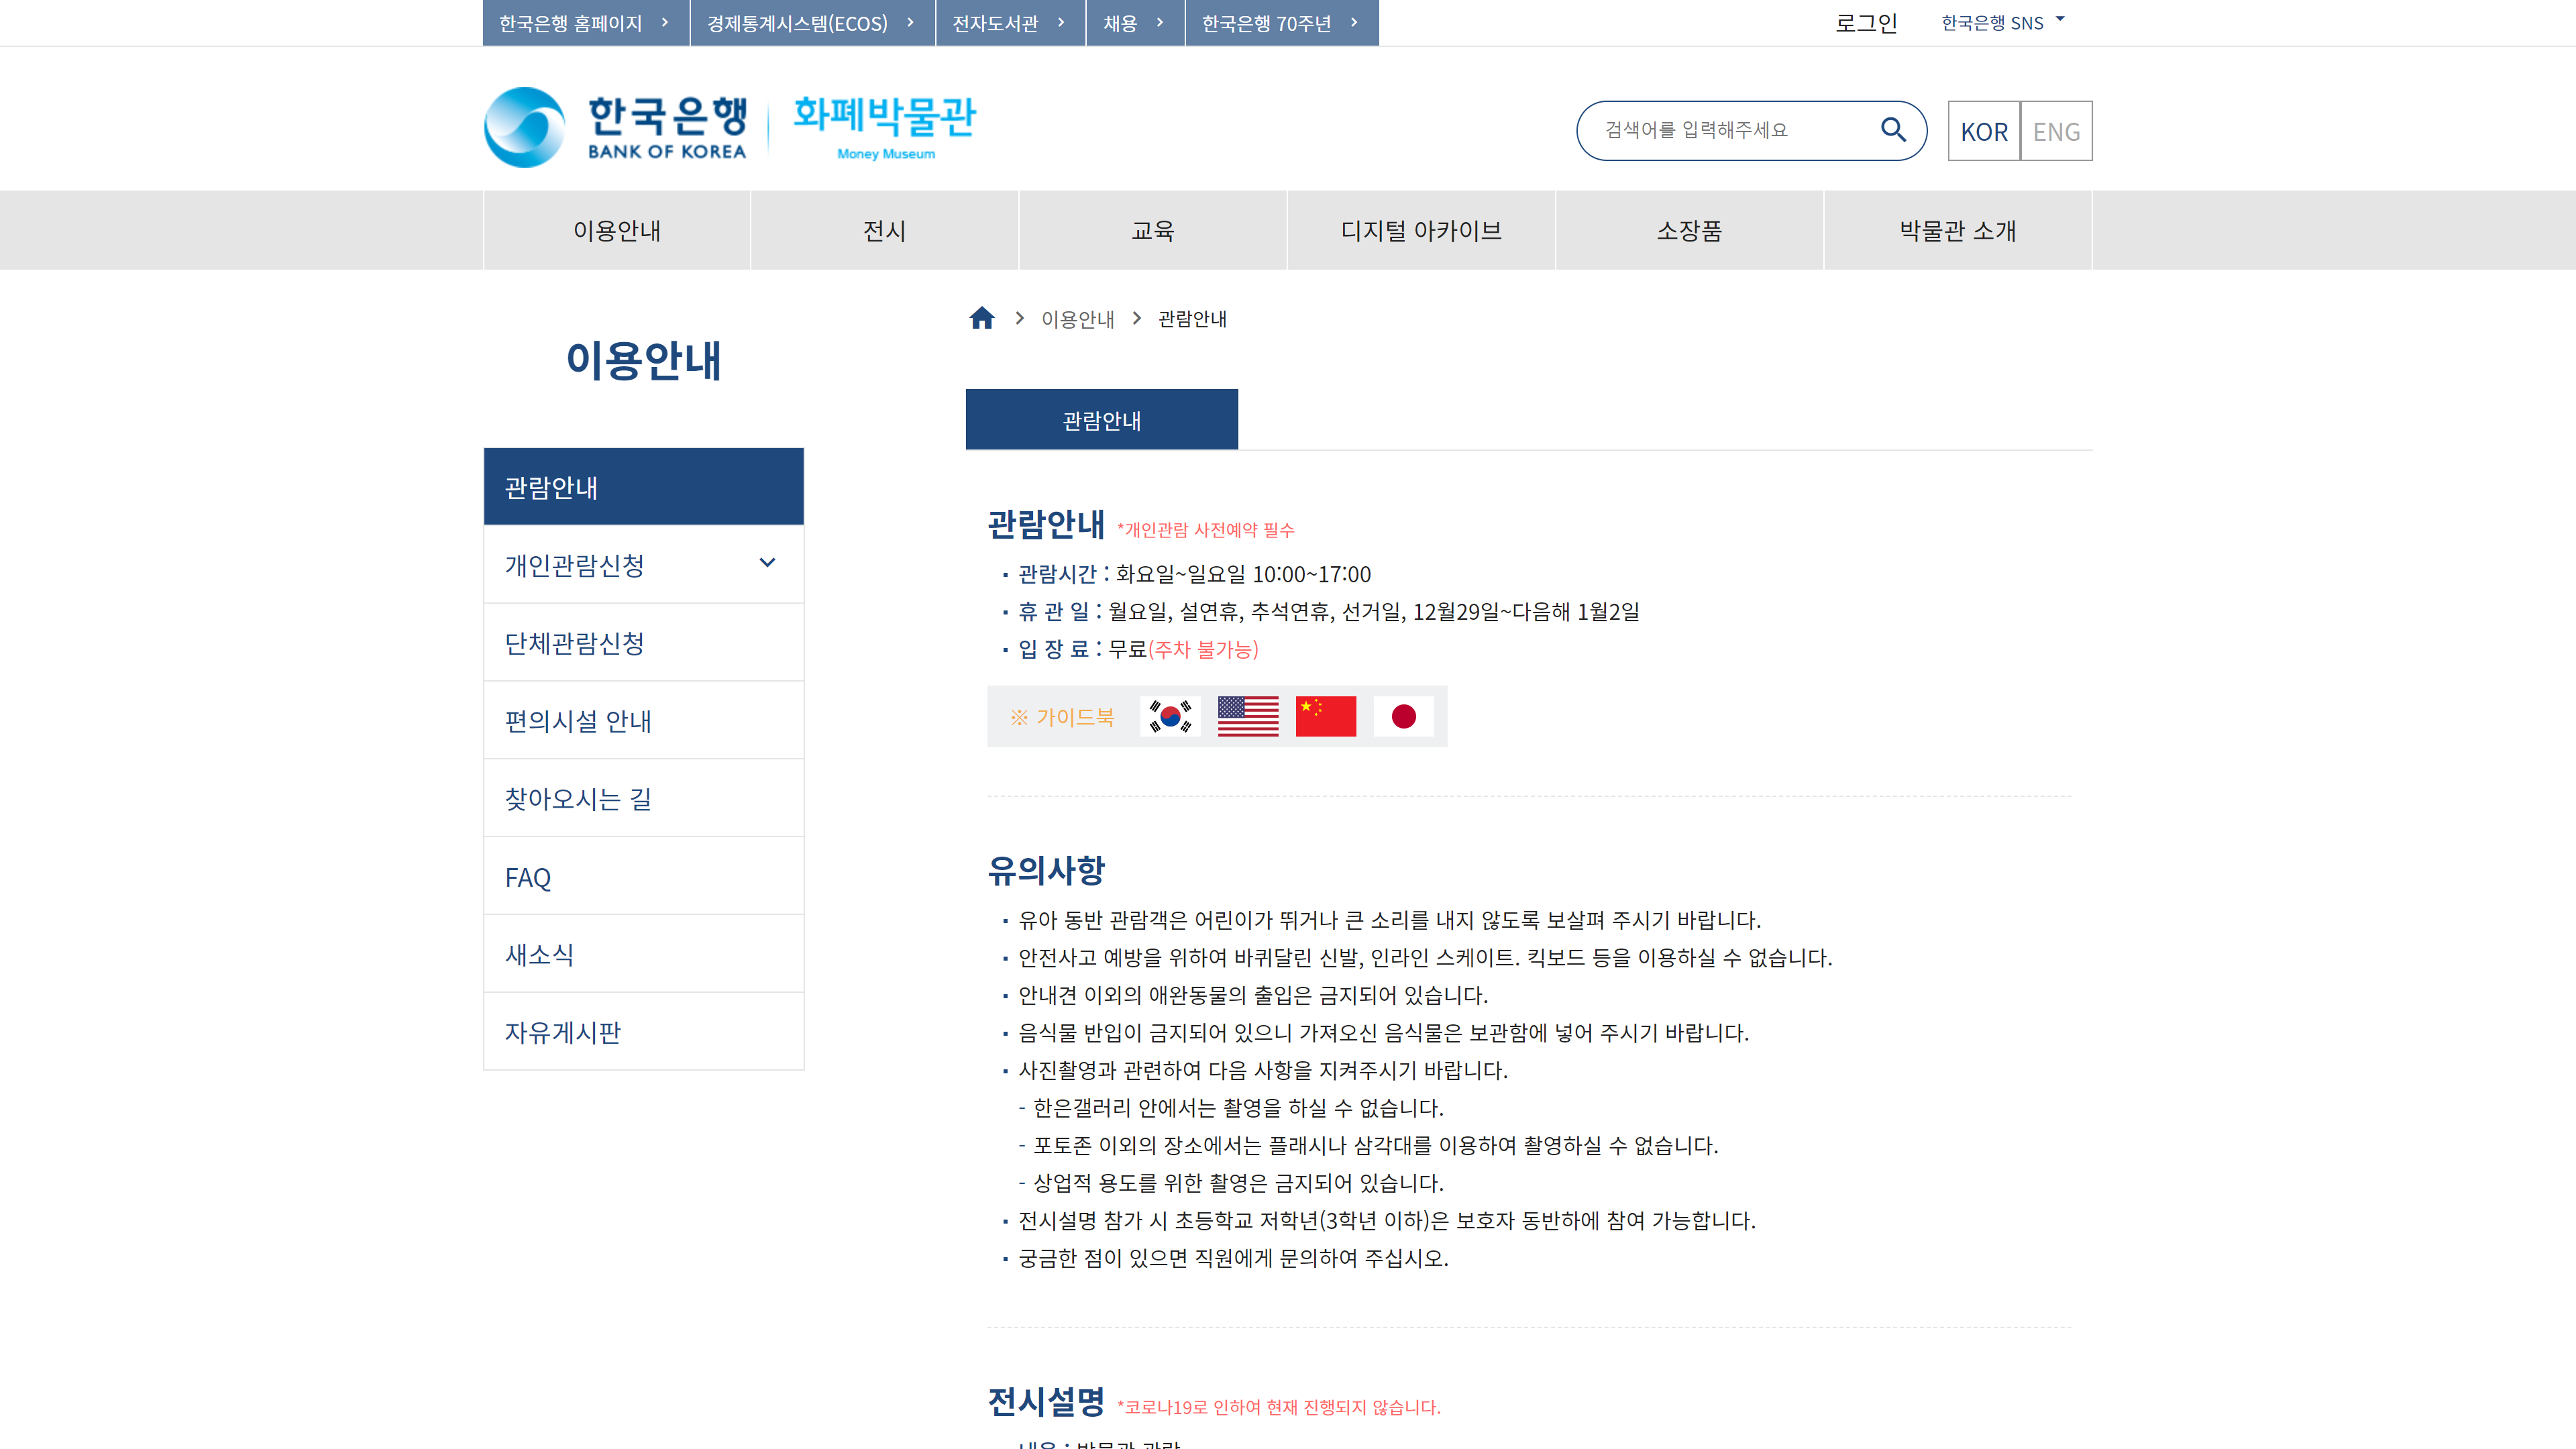 한국은행 홈페이지
경제통계시스템(ECOS)
전자도서관
채용
한국은행 70주년
로그인
한국은행 SNS
한국은행
BANK OF KOREA
화폐박물관
Money Museum
검색어를 입력해주세요
KOR
ENG
이용안내
전시
교육
디지털 아카이브
소장품
박물관 소개
이용안내
관람안내
개인관람신청
단체관람신청
편의시설 안내
찾아오시는 길
FAQ
새소식
자유게시판
이용안내
관람안내
관람안내
관람안내 *개인관람 사전예약 필수
관람시간 : 화요일~일요일 10:00~17:00
휴 관 일 : 월요일, 설연휴, 추석연휴, 선거일, 12월29일~다음해 1월2일
입 장 료 : 무료(주차 불가능)
※ 가이드북
유의사항
유아 동반 관람객은 어린이가 뛰거나 큰 소리를 내지 않도록 보살펴 주시기 바랍니다.
안전사고 예방을 위하여 바퀴달린 신발, 인라인 스케이트. 킥보드 등을 이용하실 수 없습니다.
안내견 이외의 애완동물의 출입은 금지되어 있습니다.
음식물 반입이 금지되어 있으니 가져오신 음식물은 보관함에 넣어 주시기 바랍니다.
사진촬영과 관련하여 다음 사항을 지켜주시기 바랍니다.
- 한은갤러리 안에서는 촬영을 하실 수 없습니다.
- 포토존 이외의 장소에서는 플래시나 삼각대를 이용하여 촬영하실 수 없습니다.
- 상업적 용도를 위한 촬영은 금지되어 있습니다.
전시설명 참가 시 초등학교 저학년(3학년 이하)은 보호자 동반하에 참여 가능합니다.
궁금한 점이 있으면 직원에게 문의하여 주십시오.
전시설명 *코로나19로 인하여 현재 진행되지 않습니다.
내용 : 박물관 관람